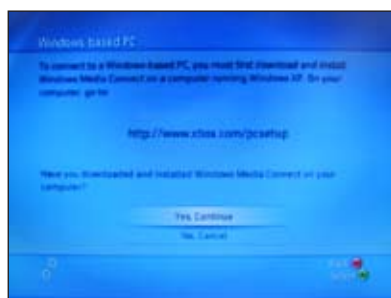 Windows-based PC
To connect to a Windows-based PC, you must first download and install
Windows Media Connect on a computer running Windows XP. On your
computer, go to:
http://www.xbox.com/pcsetup
Have you downloaded and installed Windows Media Connect on your
computer?
Yes, Continue
No, Cancel
Back
Select